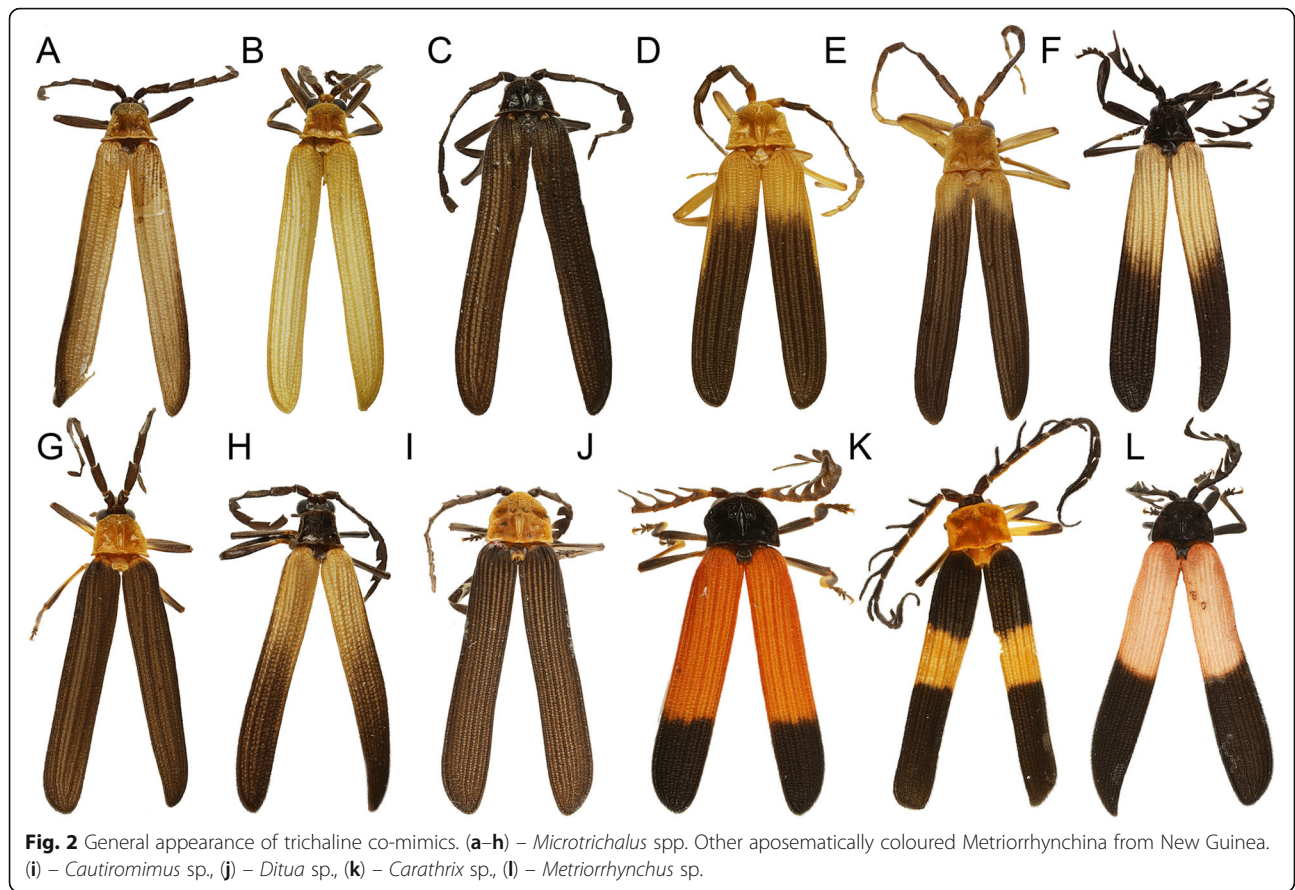 A B C D E F
G H I J K L
Fig. 2 General appearance of trichaline co-mimics. (a–h) – Microtrichalus spp. Other aposematically coloured Metriorrhynchina from New Guinea.
(i) – Cautiromimus sp., (j) – Ditua sp., (k) – Carathrix sp., (l) – Metriorrhynchus sp.